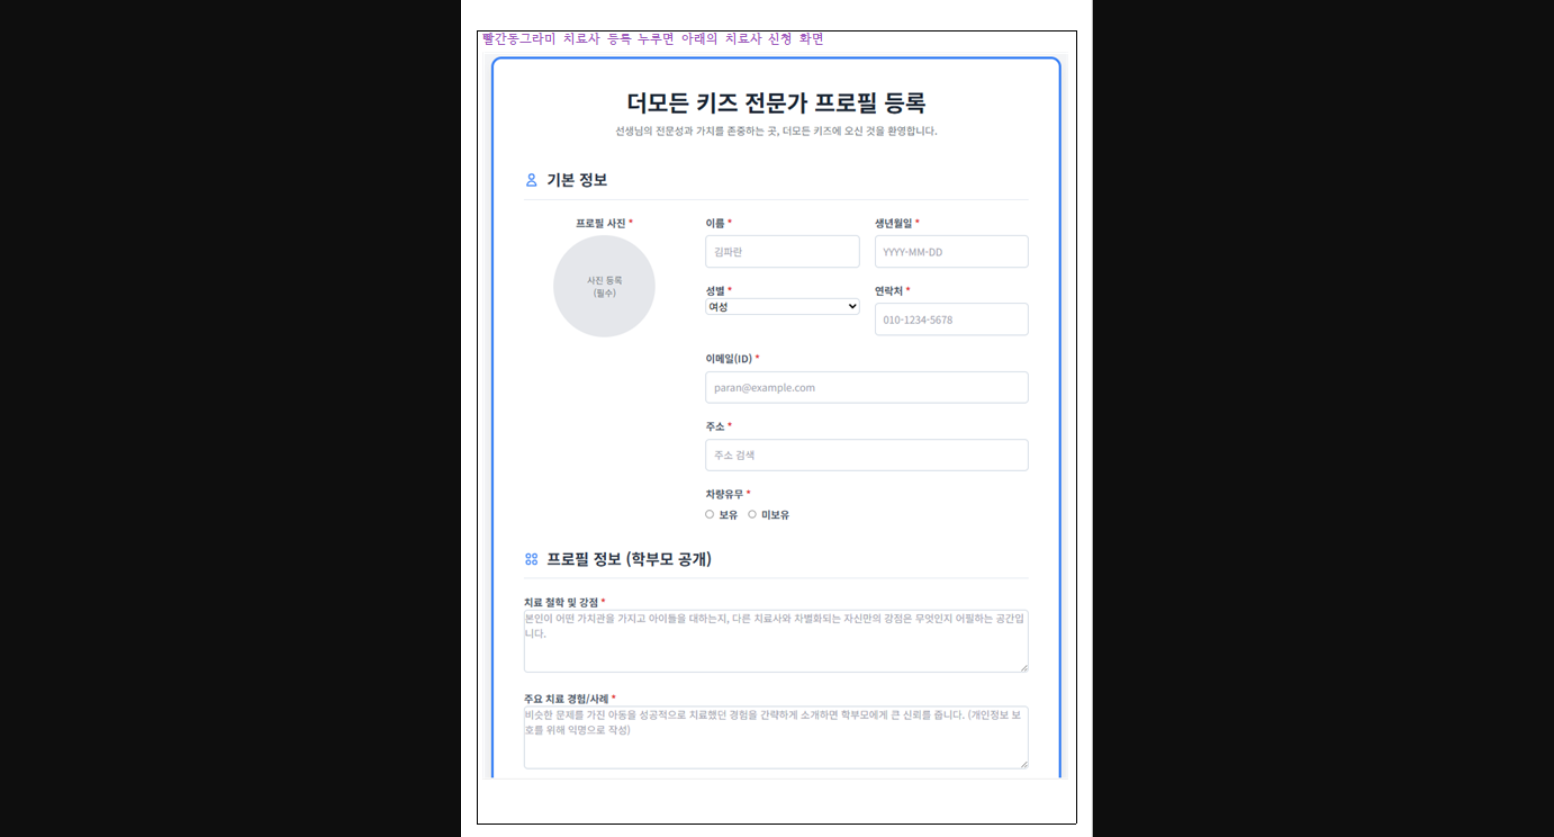 빨간동그라미 치료사 등록 누루면 아래의 치료사 신청 화면
더모든 키즈 전문가 프로필 등록
선생님의 전문성과 가치를 존중하는 곳, 더모든 키즈에 오신 것을 환영합니다.
기본 정보
프로필 사진 *
사진 등록
(필수)
이름 *
김파란
생년월일 *
YYYY-MM-DD
성별 *
여성
연락처 *
010-1234-5678
이메일(ID) *
paran@example.com
주소 *
주소 검색
차량유무 *
보유 미보유
프로필 정보 (학부모 공개)
치료 철학 및 강점 *
본인이 어떤 가치관을 가지고 아이들을 대하는지, 다른 치료사와 차별화되는 자신만의 강점은 무엇인지 어필하는 공간입
니다.
주요 치료 경험/사례 *
비슷한 문제를 가진 아동을 성공적으로 치료했던 경험을 간략하게 소개하면 학부모에게 큰 신뢰를 줍니다. (개인정보 보
호를 위해 익명으로 작성)